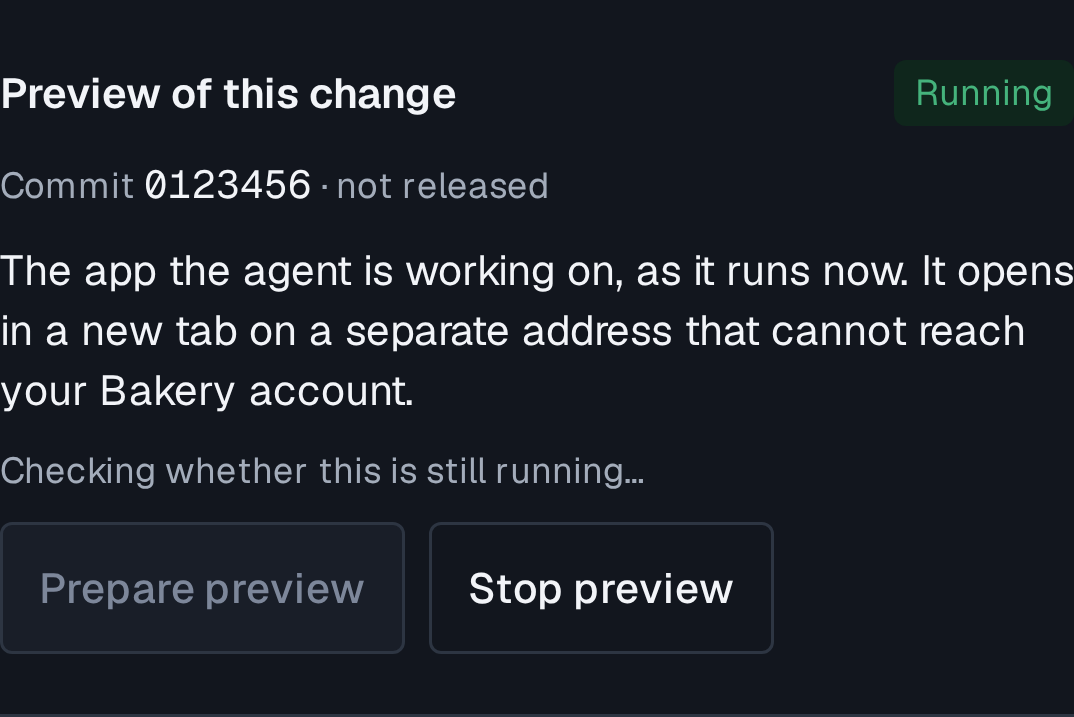 Preview of this change
Running
Commit 0123456 · not released
The app the agent is working on, as it runs now. It opens
in a new tab on a separate address that cannot reach
your Bakery account.
Checking whether this is still running…
Prepare preview
Stop preview